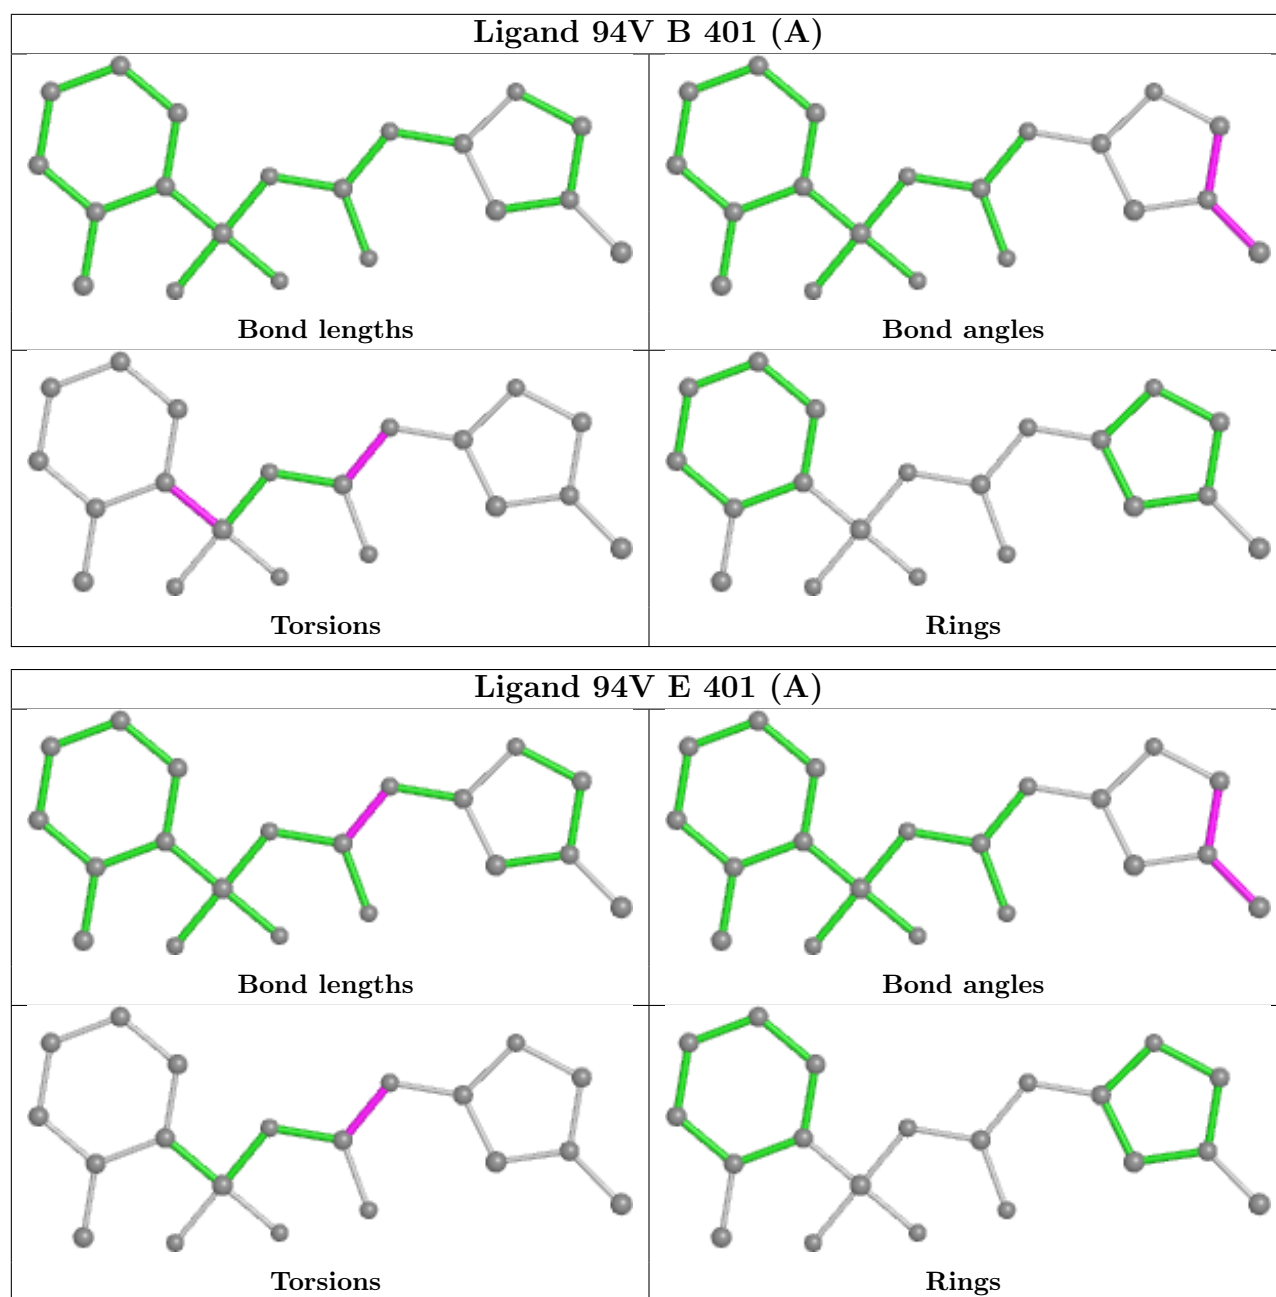 Ligand 94V B 401 (A)
Bond lengths
Bond angles
Torsions
Rings
Ligand 94V E 401 (A)
Bond lengths
Bond angles
Torsions
Rings